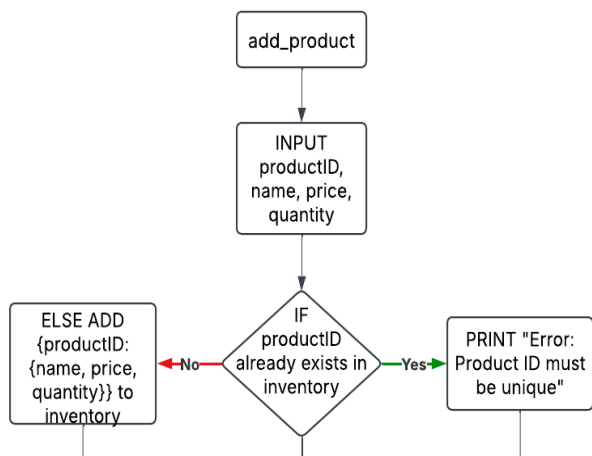 add_product
INPUT
productID,
name, price,
quantity
IF
productID
already exists in
inventory
No
Yes
ELSE ADD
{productID:
{name, price,
quantity}} to
inventory
PRINT "Error:
Product ID must
be unique"